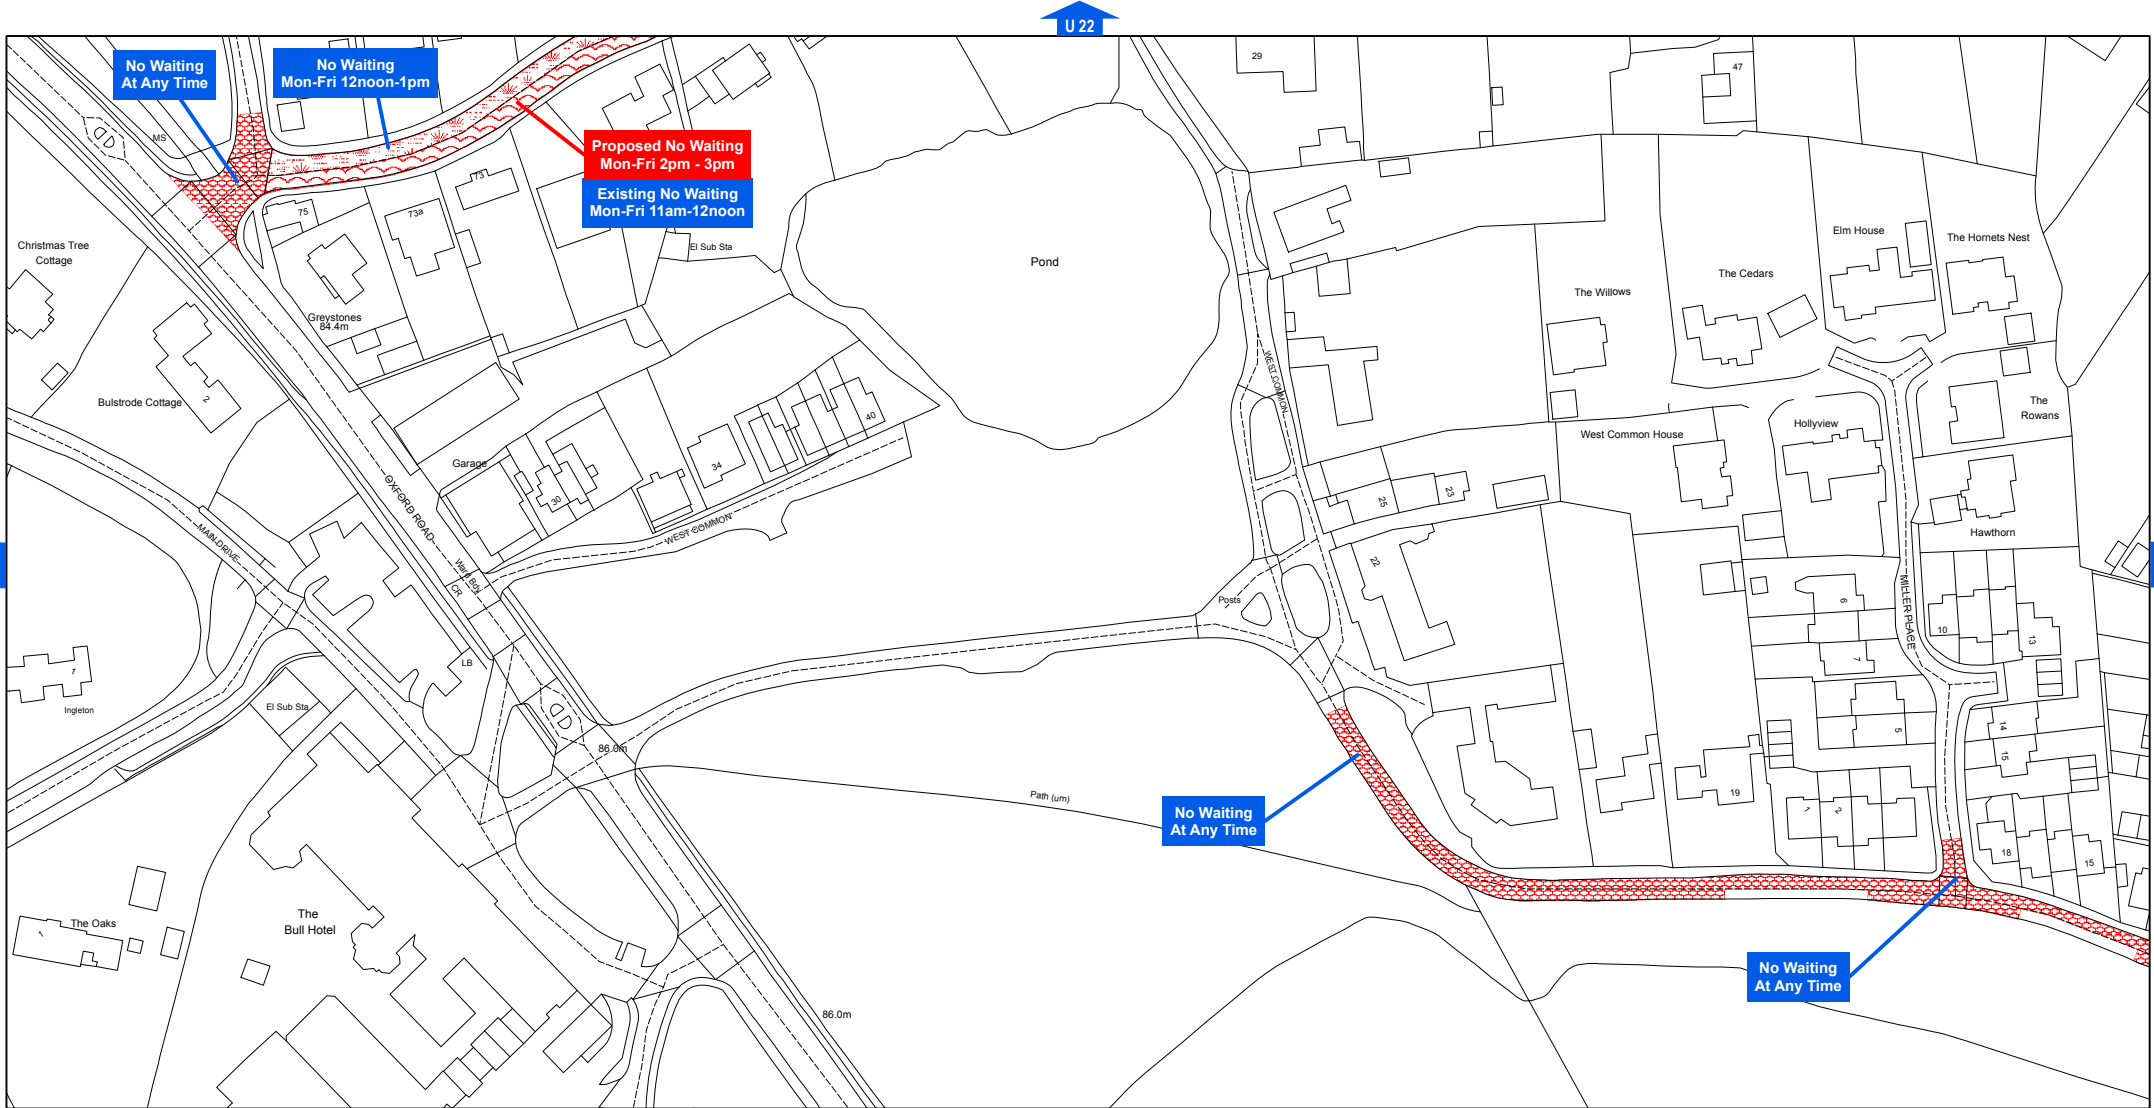 U 22
No Waiting
At Any Time
No Waiting
Mon-Fri 12noon-1pm
Proposed No Waiting
Mon-Fri 2pm - 3pm
Existing No Waiting
Mon-Fri 11am-12noon
MS
29
47
73
73a
75
El Sub Sta
Christmas Tree
Cottage
Greystones
84.4m
Pond
Elm House
The Hornets Nest
The Cedars
The Willows
Bulstrode Cottage
2
WEST COMMON
The
Rowans
Hollyview
West Common House
40
34
30
Garage
OXFORD ROAD
WEST COMMON
MAIN DRIVE
25
23
22
Hawthorn
Ward Bdy
CR
Posts
MILLER PLACE
6
7
10
13
LB
1
Ingleton
El Sub Sta
86.0m
5
14
15
Path (um)
19
1
2
18
15
No Waiting
At Any Time
The
Bull Hotel
The Oaks
1
No Waiting
At Any Time
86.0m